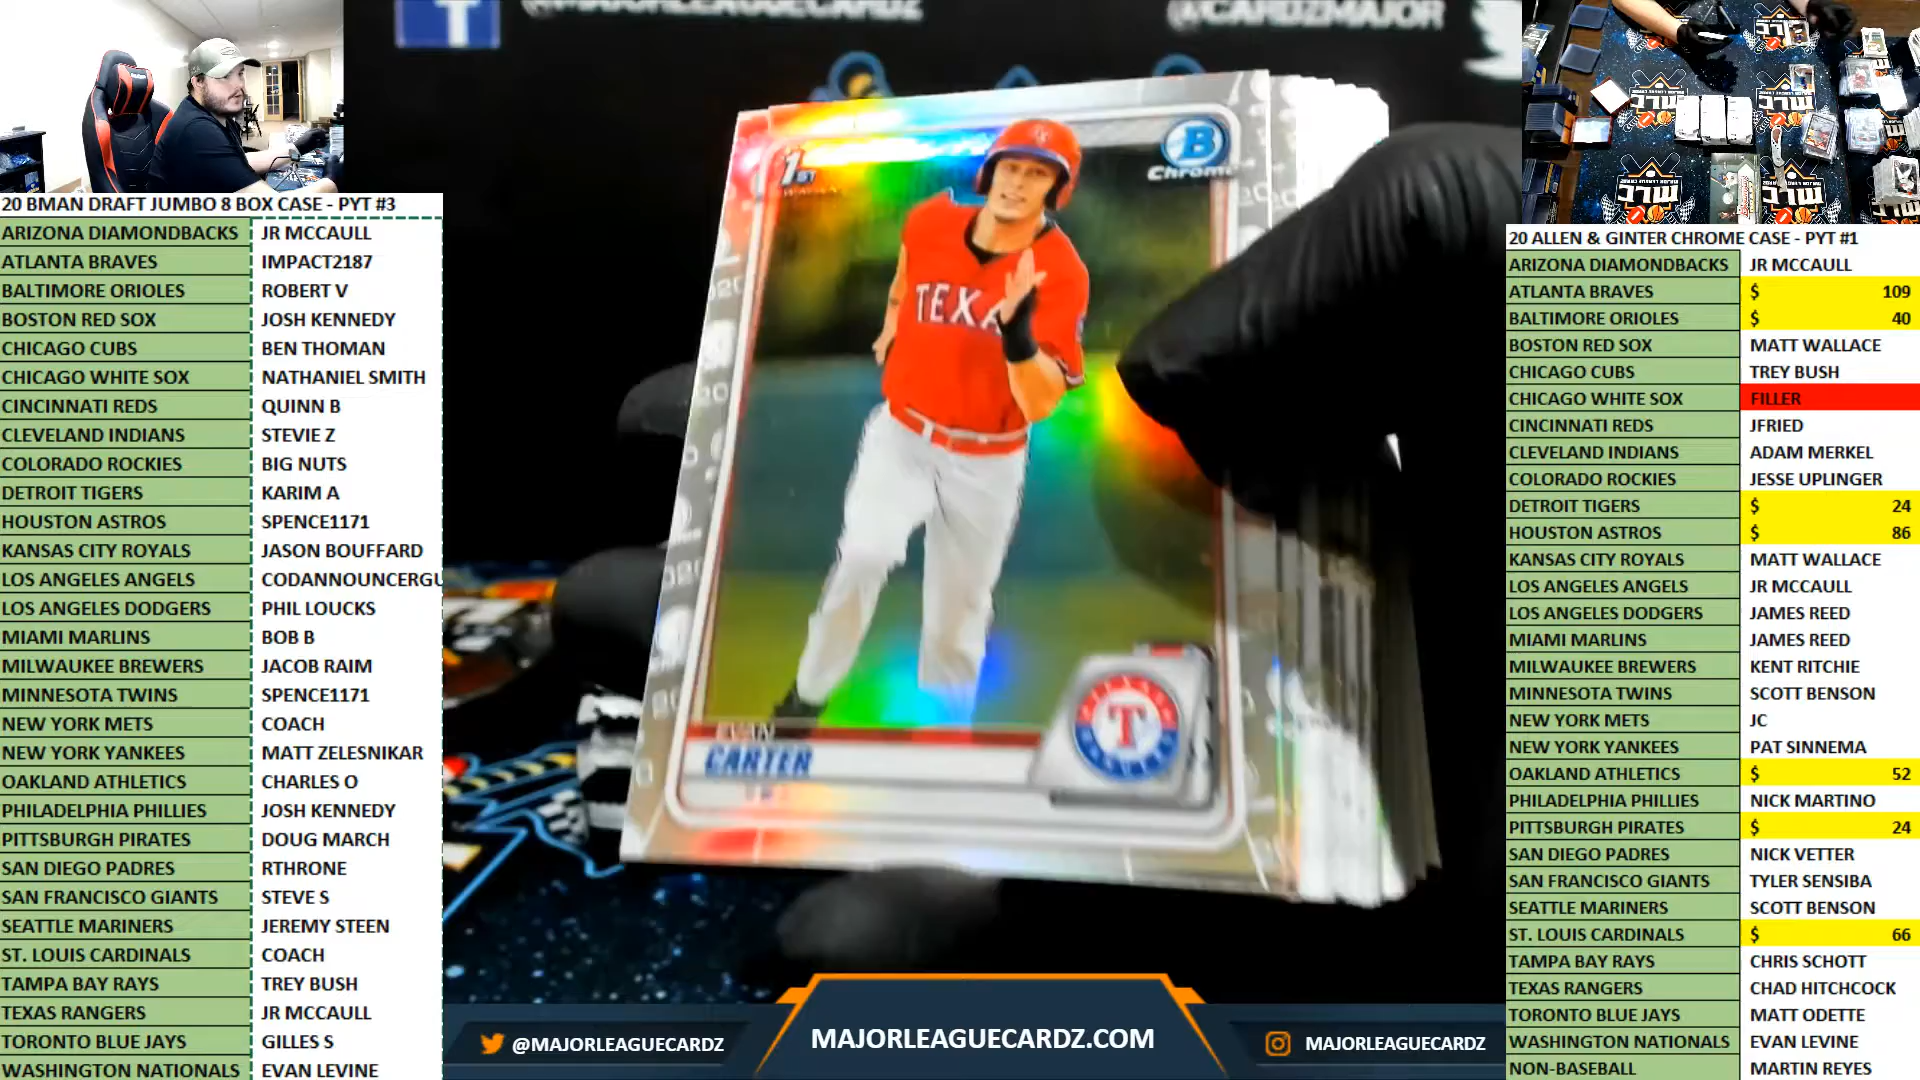 @MAJORLEAGUECARDZ
@CARDZMAJOR
20 BMAN DRAFT JUMBO 8 BOX CASE - PYT #3
ARIZONA DIAMONDBACKS JR MCCAULL
ATLANTA BRAVES IMPACT2187
BALTIMORE ORIOLES ROBERT V
BOSTON RED SOX JOSH KENNEDY
CHICAGO CUBS BEN THOMAN
CHICAGO WHITE SOX NATHANIEL SMITH
CINCINNATI REDS QUINN B
CLEVELAND INDIANS STEVIE Z
COLORADO ROCKIES BIG NUTS
DETROIT TIGERS KARIM A
HOUSTON ASTROS SPENCE1171
KANSAS CITY ROYALS JASON BOUFFARD
LOS ANGELES ANGELS CODANNOUNCERGU
LOS ANGELES DODGERS PHIL LOUCKS
MIAMI MARLINS BOB B
MILWAUKEE BREWERS JACOB RAIM
MINNESOTA TWINS SPENCE1171
NEW YORK METS COACH
NEW YORK YANKEES MATT ZELESNIKAR
OAKLAND ATHLETICS CHARLES O
PHILADELPHIA PHILLIES JOSH KENNEDY
PITTSBURGH PIRATES DOUG MARCH
SAN DIEGO PADRES RTHRONE
SAN FRANCISCO GIANTS STEVE S
SEATTLE MARINERS JEREMY STEEN
ST. LOUIS CARDINALS COACH
TAMPA BAY RAYS TREY BUSH
TEXAS RANGERS JR MCCAULL
TORONTO BLUE JAYS GILLES S
WASHINGTON NATIONALS EVAN LEVINE
1ST
B
Chrome
TEXA
EVAN
CARTER
T
@MAJORLEAGUECARDZ
MAJORLEAGUECARDZ.COM
MAJORLEAGUECARDZ
20 ALLEN & GINTER CHROME CASE - PYT #1
ARIZONA DIAMONDBACKS JR MCCAULL
ATLANTA BRAVES $ 109
BALTIMORE ORIOLES $ 40
BOSTON RED SOX MATT WALLACE
CHICAGO CUBS TREY BUSH
CHICAGO WHITE SOX FILLER
CINCINNATI REDS JFRIED
CLEVELAND INDIANS ADAM MERKEL
COLORADO ROCKIES JESSE UPLINGER
DETROIT TIGERS $ 24
HOUSTON ASTROS $ 86
KANSAS CITY ROYALS MATT WALLACE
LOS ANGELES ANGELS JR MCCAULL
LOS ANGELES DODGERS JAMES REED
MIAMI MARLINS JAMES REED
MILWAUKEE BREWERS KENT RITCHIE
MINNESOTA TWINS SCOTT BENSON
NEW YORK METS JC
NEW YORK YANKEES PAT SINNEMA
OAKLAND ATHLETICS $ 52
PHILADELPHIA PHILLIES NICK MARTINO
PITTSBURGH PIRATES $ 24
SAN DIEGO PADRES NICK VETTER
SAN FRANCISCO GIANTS TYLER SENSIBA
SEATTLE MARINERS SCOTT BENSON
ST. LOUIS CARDINALS $ 66
TAMPA BAY RAYS CHRIS SCHOTT
TEXAS RANGERS CHAD HITCHCOCK
TORONTO BLUE JAYS MATT ODETTE
WASHINGTON NATIONALS EVAN LEVINE
NON-BASEBALL MARTIN REYES